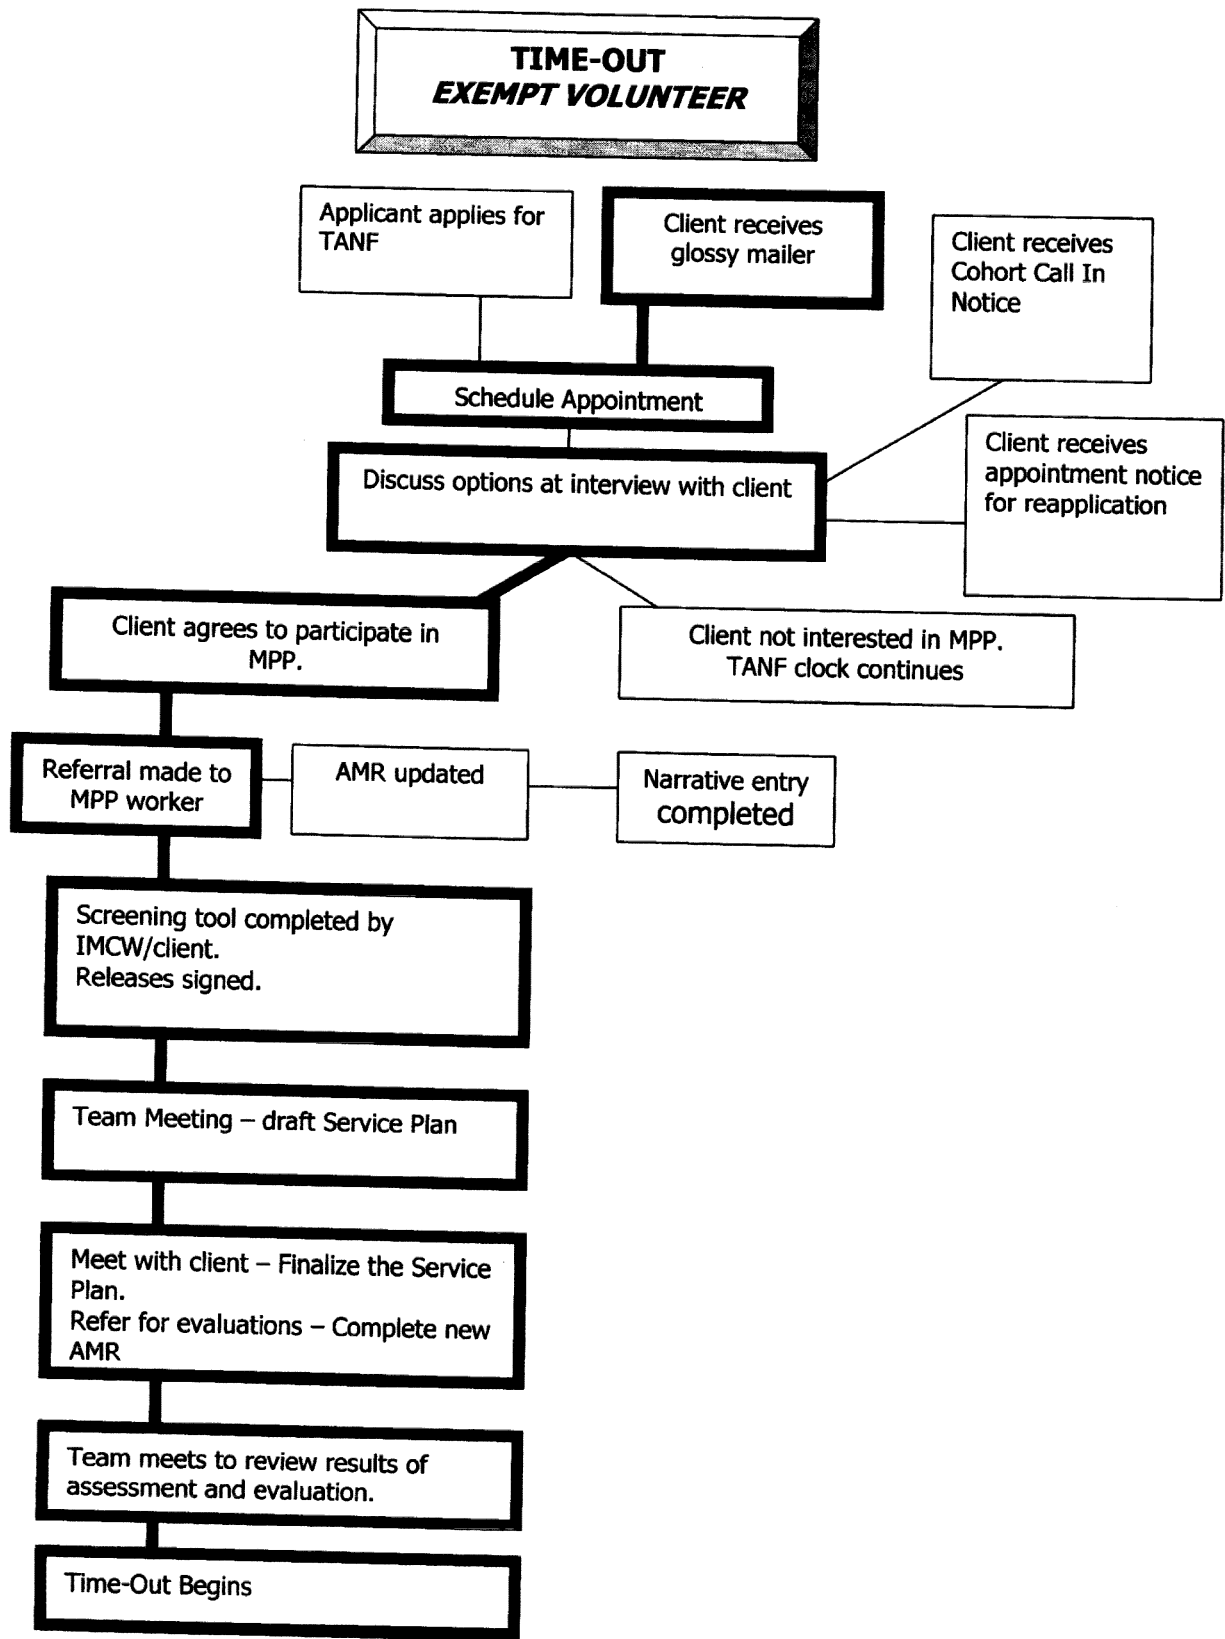 TIME-OUT
EXEMPT VOLUNTEER
Applicant applies for
TANF
Client receives
glossy mailer
Client receives
Cohort Call In
Notice
Schedule Appointment
Discuss options at interview with client
Client receives
appointment notice
for reapplication
Client agrees to participate in
MPP.
Client not interested in MPP.
TANF clock continues
Referral made to
MPP worker
AMR updated
Narrative entry
completed
Screening tool completed by
IMCW/client.
Releases signed.
Team Meeting – draft Service Plan
Meet with client – Finalize the Service
Plan.
Refer for evaluations – Complete new
AMR
Team meets to review results of
assessment and evaluation.
Time-Out Begins